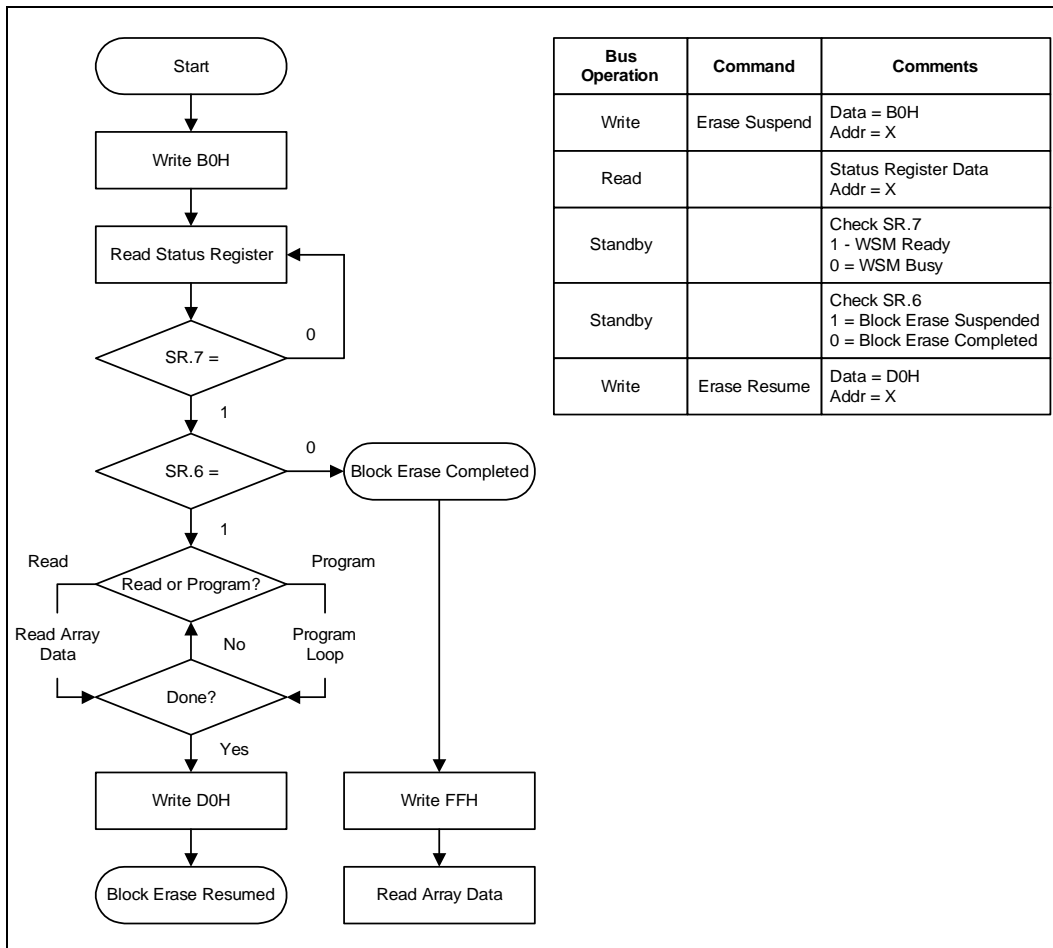 Start
Write B0H
Read Status Register
0
SR.7 =
1
0
SR.6 =
Block Erase Completed
1
Read
Program
Read or Program?
Read Array
Data
No
Program
Loop
Done?
Yes
Write D0H
Write FFH
Block Erase Resumed
Read Array Data
Bus
Operation
Command
Comments
Write
Erase Suspend
Data = B0H
Addr = X
Read
Status Register Data
Addr = X
Standby
Check SR.7
1 - WSM Ready
0 = WSM Busy
Standby
Check SR.6
1 = Block Erase Suspended
0 = Block Erase Completed
Write
Erase Resume
Data = D0H
Addr = X